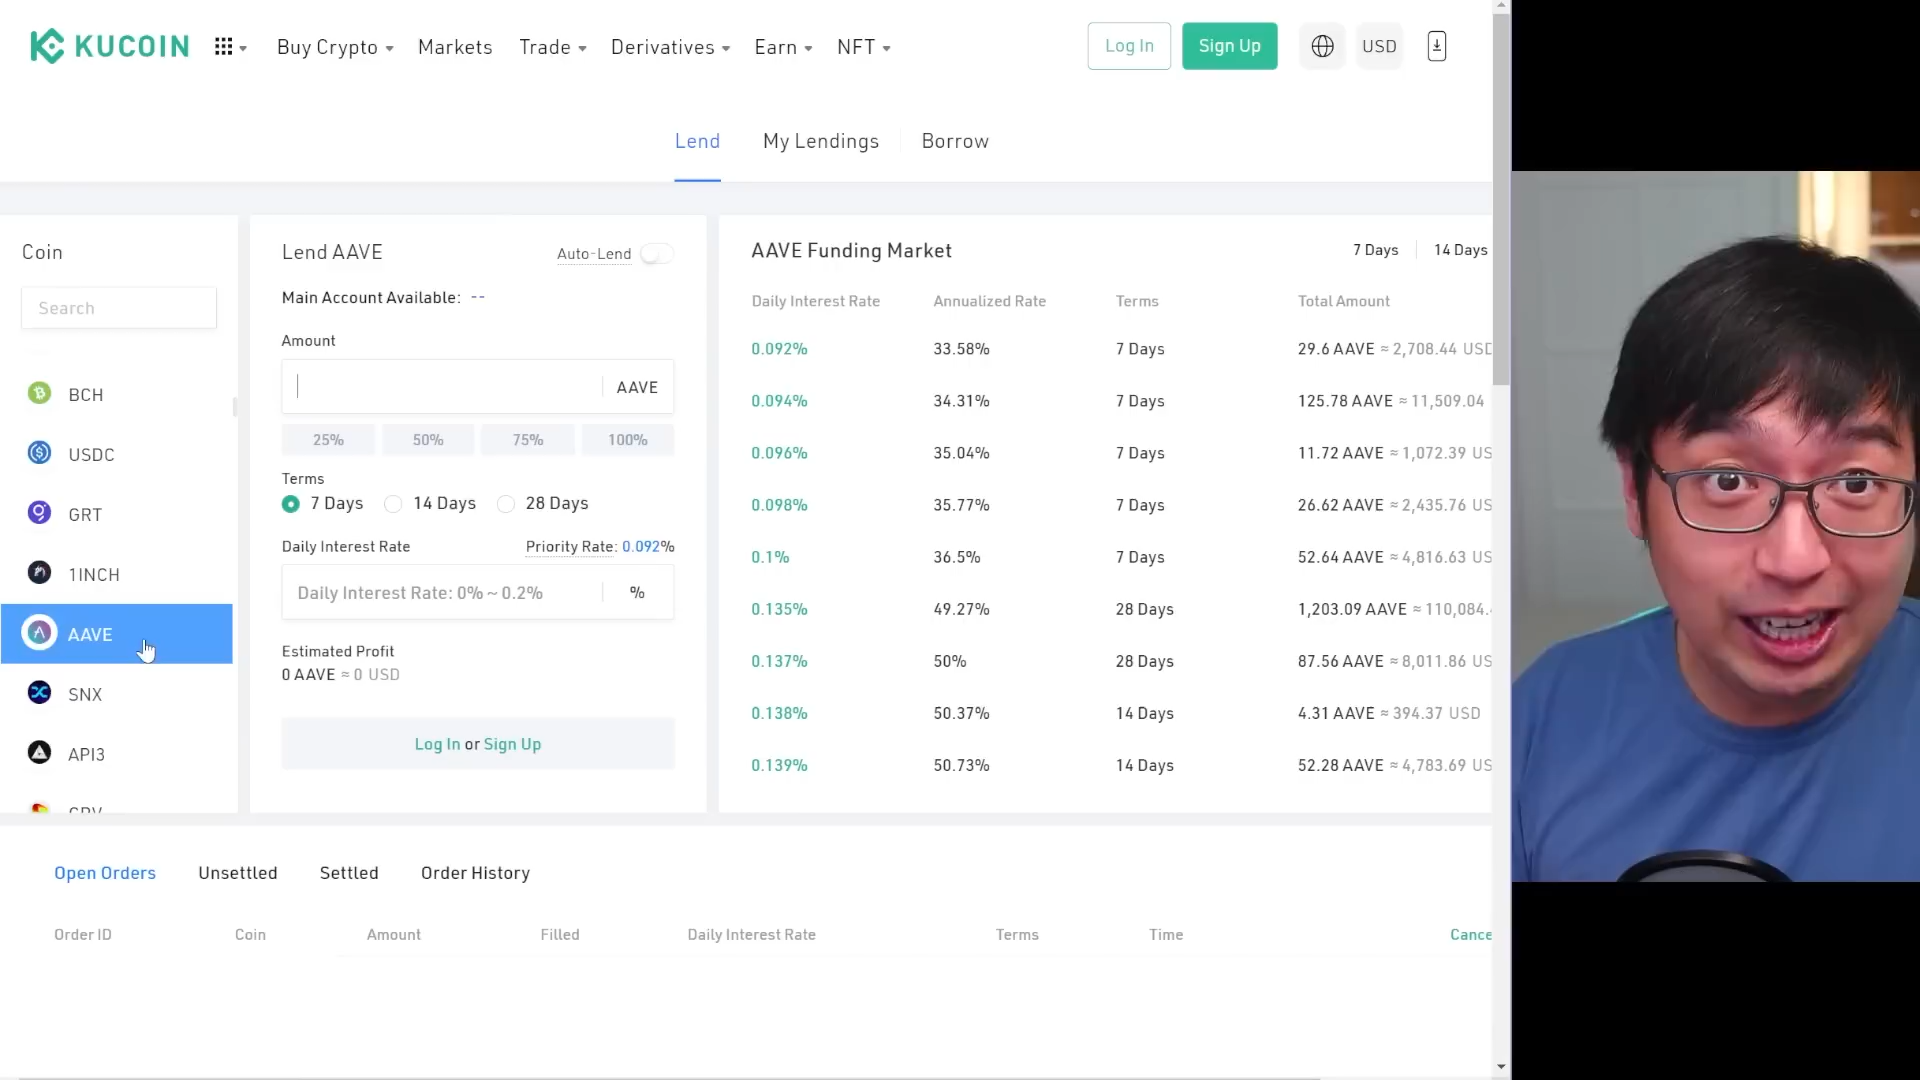 KUCOIN Buy Crypto Markets Trade Derivatives Earn NFT Log In Sign Up USD
Lend My Lendings Borrow
Coin
Search
BCH
USDC
GRT
1INCH
AAVE
SNX
API3
Lend AAVE Auto-Lend
Main Account Available: --
Amount
AAVE
25% 50% 75% 100%
Terms
7 Days 14 Days 28 Days
Daily Interest Rate Priority Rate: 0.092%
Daily Interest Rate: 0% ~ 0.2% %
Estimated Profit
0 AAVE ≈ 0 USD
Log In or Sign Up
AAVE Funding Market 7 Days 14 Days
Daily Interest Rate Annualized Rate Terms Total Amount
0.092% 33.58% 7 Days 29.6 AAVE ≈ 2,708.44 USD
0.094% 34.31% 7 Days 125.78 AAVE ≈ 11,509.04
0.096% 35.04% 7 Days 11.72 AAVE ≈ 1,072.39 US
0.098% 35.77% 7 Days 26.62 AAVE ≈ 2,435.76 US
0.1% 36.5% 7 Days 52.64 AAVE ≈ 4,816.63 US
0.135% 49.27% 28 Days 1,203.09 AAVE ≈ 110,084.
0.137% 50% 28 Days 87.56 AAVE ≈ 8,011.86 US
0.138% 50.37% 14 Days 4.31 AAVE ≈ 394.37 USD
0.139% 50.73% 14 Days 52.28 AAVE ≈ 4,783.69 US
Open Orders Unsettled Settled Order History
Order ID Coin Amount Filled Daily Interest Rate Terms Time Cance